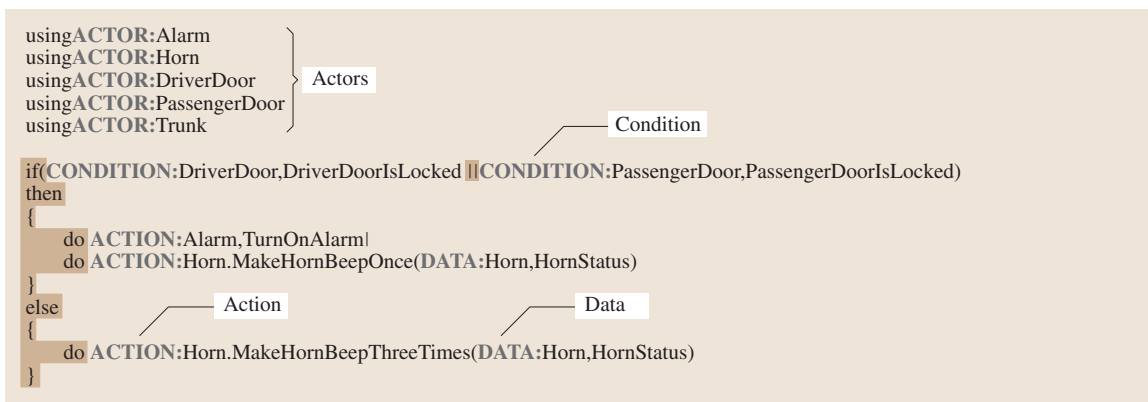 usingACTOR:Alarm
usingACTOR:Horn
usingACTOR:DriverDoor
usingACTOR:PassengerDoor
usingACTOR:Trunk
Actors
Condition
if(CONDITION:DriverDoor,DriverDoorIsLocked ||CONDITION:PassengerDoor,PassengerDoorIsLocked)
then
{
do ACTION:Alarm,TurnOnAlarm|
do ACTION:Horn.MakeHornBeepOnce(DATA:Horn,HornStatus)
}
else
Action
Data
{
do ACTION:Horn.MakeHornBeepThreeTimes(DATA:Horn,HornStatus)
}